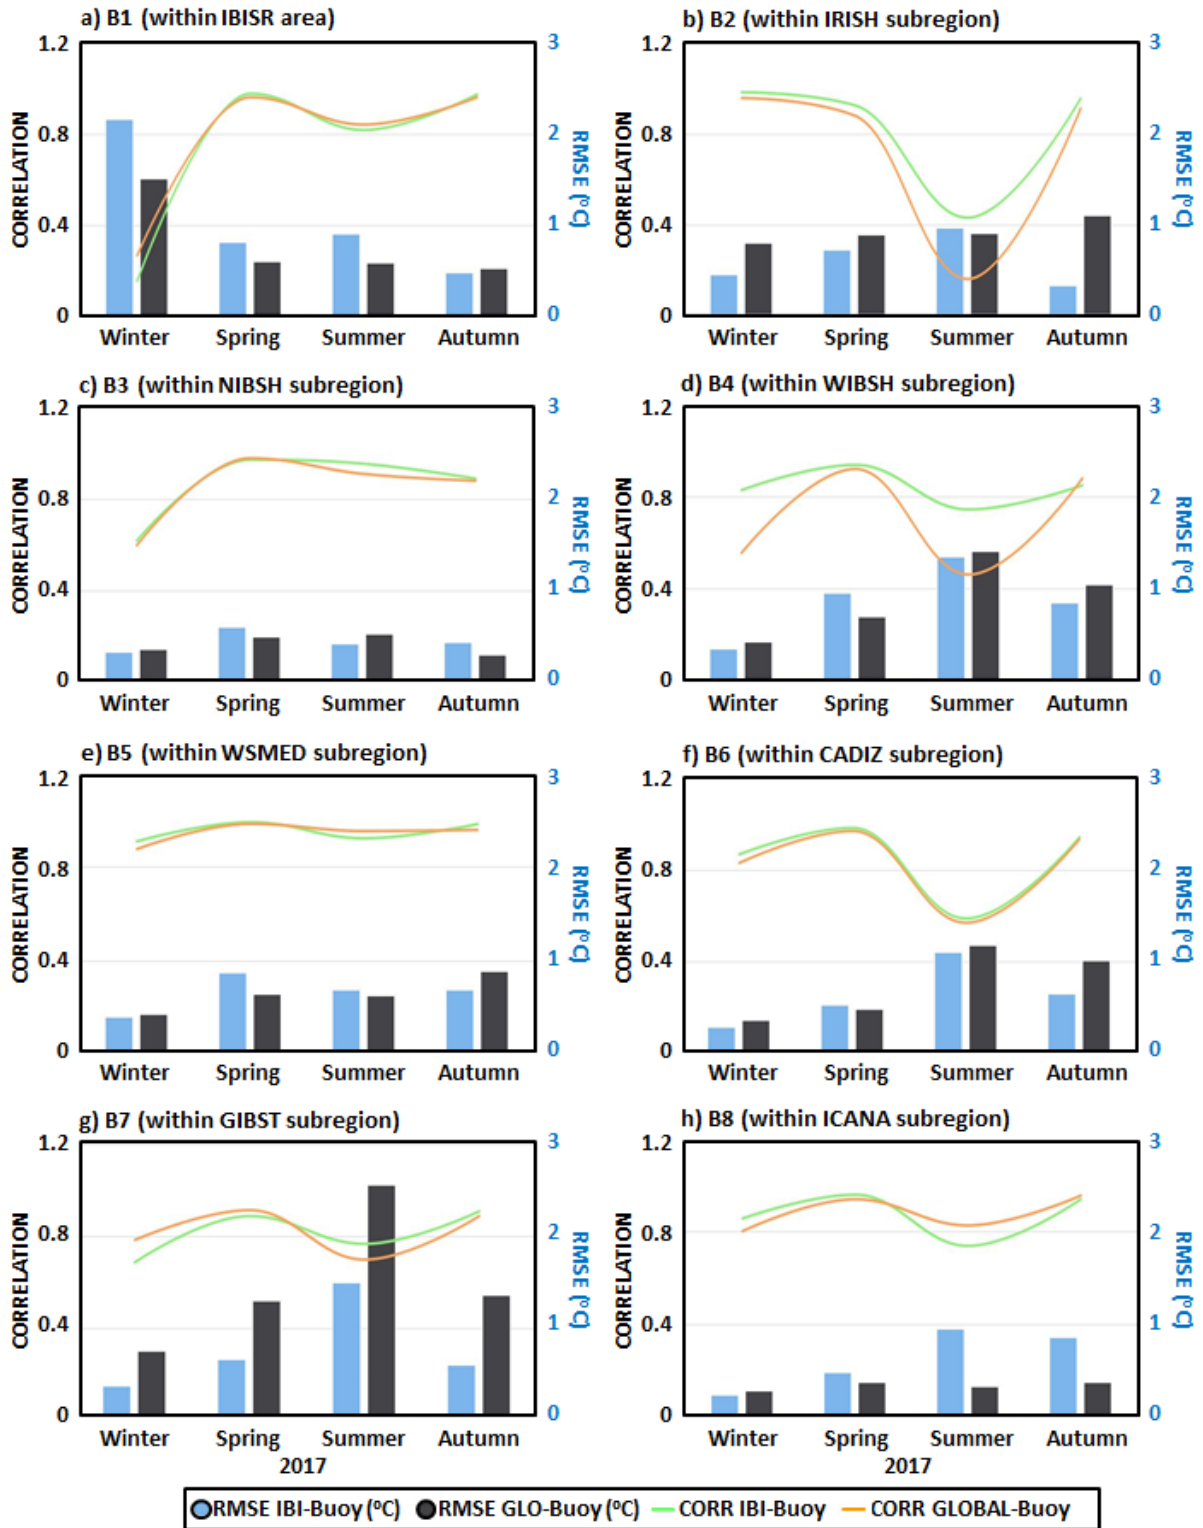 a) B1 (within IBISR area)
1.2
0.8
0.4
0
CORRELATION
3
2
1
0
RMSE (ºC)
Winter Spring Summer Autumn
b) B2 (within IRISH subregion)
1.2
0.8
0.4
0
CORRELATION
3
2
1
0
RMSE (ºC)
Winter Spring Summer Autumn
c) B3 (within NIBSH subregion)
1.2
0.8
0.4
0
CORRELATION
3
2
1
0
RMSE (ºC)
Winter Spring Summer Autumn
d) B4 (within WIBSH subregion)
1.2
0.8
0.4
0
CORRELATION
3
2
1
0
RMSE (ºC)
Winter Spring Summer Autumn
e) B5 (within WSMED subregion)
1.2
0.8
0.4
0
CORRELATION
3
2
1
0
RMSE (ºC)
Winter Spring Summer Autumn
f) B6 (within CADIZ subregion)
1.2
0.8
0.4
0
CORRELATION
3
2
1
0
RMSE (ºC)
Winter Spring Summer Autumn
g) B7 (within GIBST subregion)
1.2
0.8
0.4
0
CORRELATION
3
2
1
0
RMSE (ºC)
Winter Spring Summer Autumn
h) B8 (within ICANA subregion)
1.2
0.8
0.4
0
CORRELATION
3
2
1
0
RMSE (ºC)
Winter Spring Summer Autumn
2017
RMSE IBI-Buoy (ºC) RMSE GLO-Buoy (ºC) CORR IBI-Buoy CORR GLOBAL-Buoy